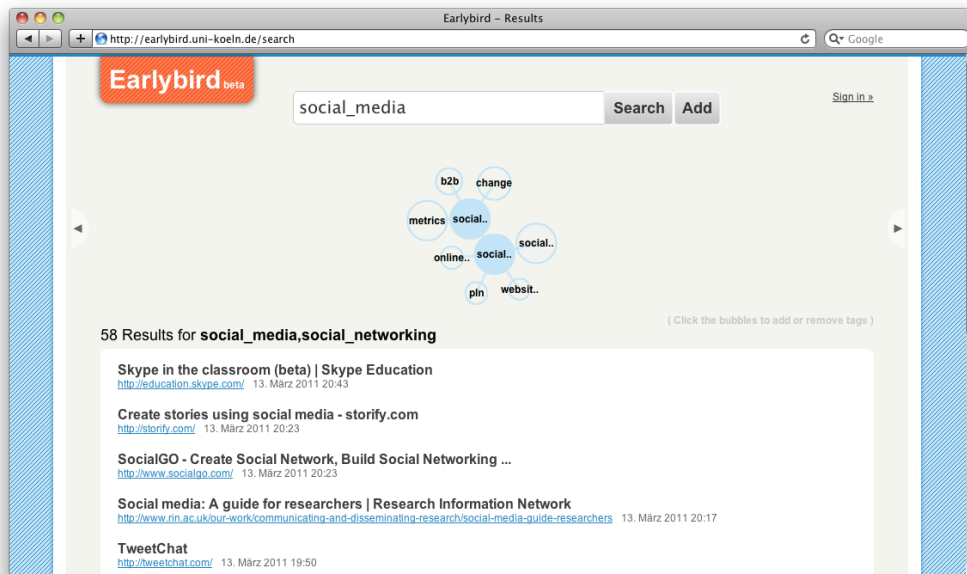 Earlybird – Results
http://earlybird.uni-koeln.de/search
Google
Earlybird beta
social_media
Search
Add
Sign in »
b2b
change
metrics
social..
social..
online..
social..
pln
websit..
( Click the bubbles to add or remove tags )
58 Results for social_media,social_networking
Skype in the classroom (beta) | Skype Education
http://education.skype.com/ 13. März 2011 20:43
Create stories using social media - storify.com
http://storify.com/ 13. März 2011 20:23
SocialGO - Create Social Network, Build Social Networking ...
http://www.socialgo.com/ 13. März 2011 20:23
Social media: A guide for researchers | Research Information Network
http://www.rin.ac.uk/our-work/communicating-and-disseminating-research/social-media-guide-researchers 13. März 2011 20:17
TweetChat
http://tweetchat.com/ 13. März 2011 19:50